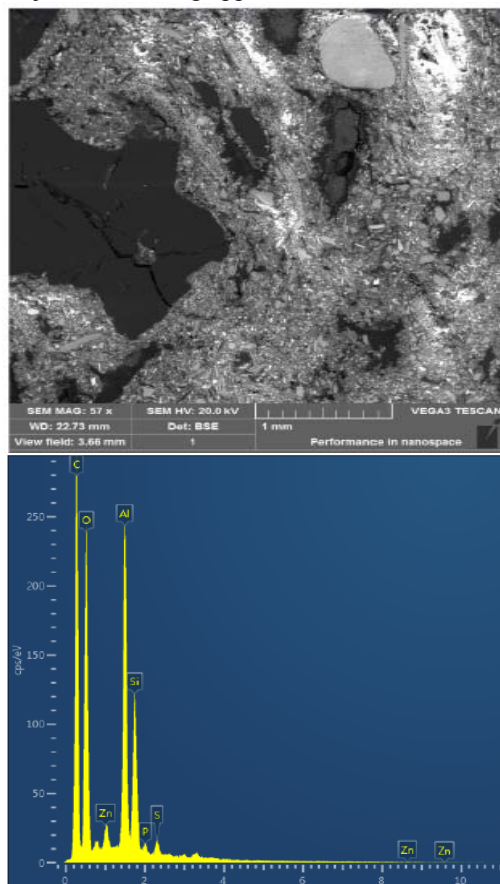 SEM MAG: 57 x SEM HV: 20.0 kV VEGA3 TESCAN
WD: 22.73 mm Det: BSE 1 mm
View field: 3.66 mm 1 Performance in nanospace
C
O
Al
250
200
Si
cps/eV
150
100
50
Zn
P
S
Zn
Zn
0
0 2 4 6 8 10